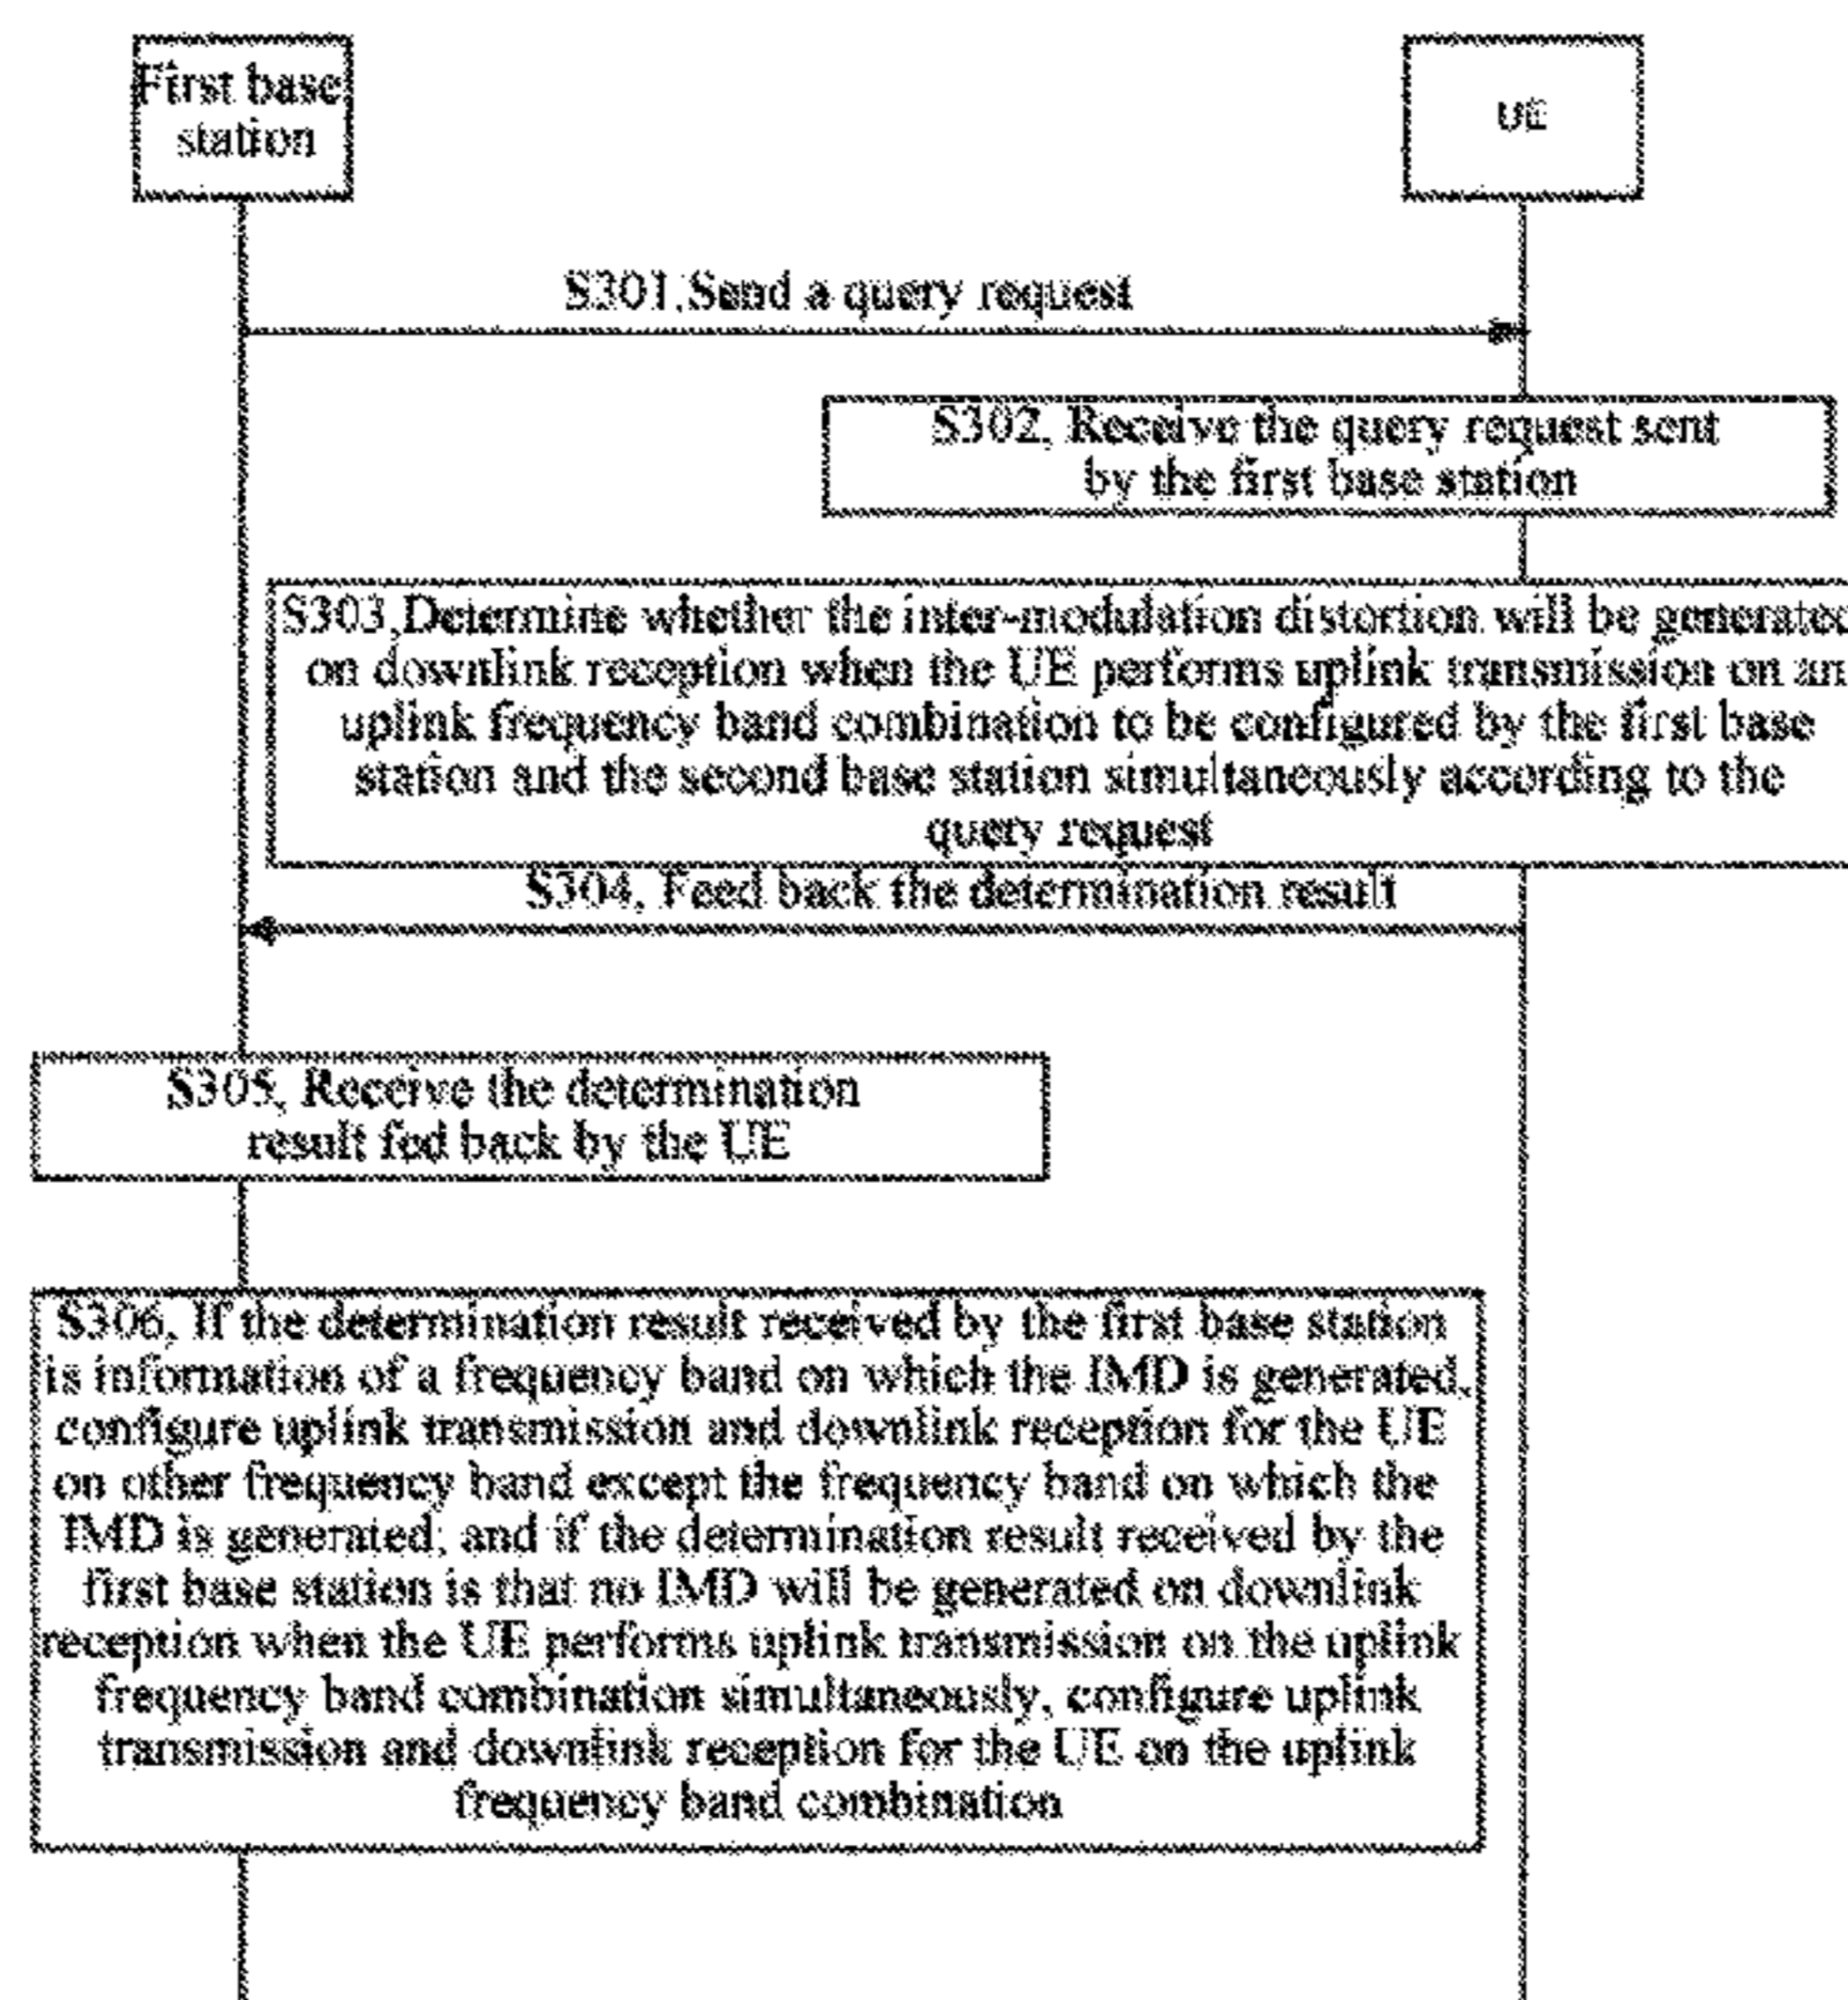 First base
station
UE
S301,Send a query request
S302, Receive the query request sent
by the first base station
S303,Determine whether the inter-modulation distortion will be generated
on downlink reception when the UE performs uplink transmission on an
uplink frequency band combination to be configured by the first base
station and the second base station simultaneously according to the
query request
S304, Feed back the determination result
S305, Receive the determination
result fed back by the UE
S306, If the determination result received by the first base station
is information of a frequency band on which the IMD is generated,
configure uplink transmission and downlink reception for the UE
on other frequency band except the frequency band on which the
IMD is generated; and if the determination result received by the
first base station is that no IMD will be generated on downlink
reception when the UE performs uplink transmission on the uplink
frequency band combination simultaneously, configure uplink
transmission and downlink reception for the UE on the uplink
frequency band combination